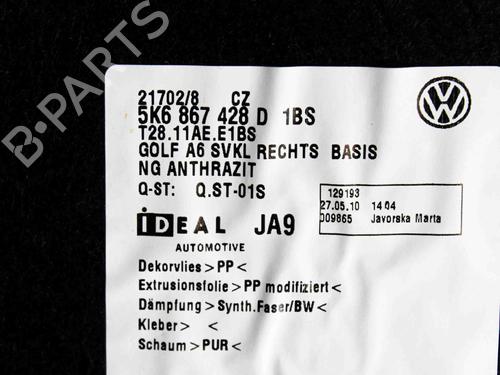 21702/8 CZ
5K6 867 428 D 1BS
T28.11AE.E1BS
GOLF A6 SVKL RECHTS BASIS
NG ANTHRAZIT
Q-ST: Q.ST-01S
129193
27.05.10 14:04
009865 Javorska Marta
iDEAL JA9
AUTOMOTIVE
Dekorvlies>PP<
Extrusionsfolie>PP modifiziert<
Dämpfung>Synth.Faser/BW<
Kleber> <
Schaum>PUR<
B-PARTS